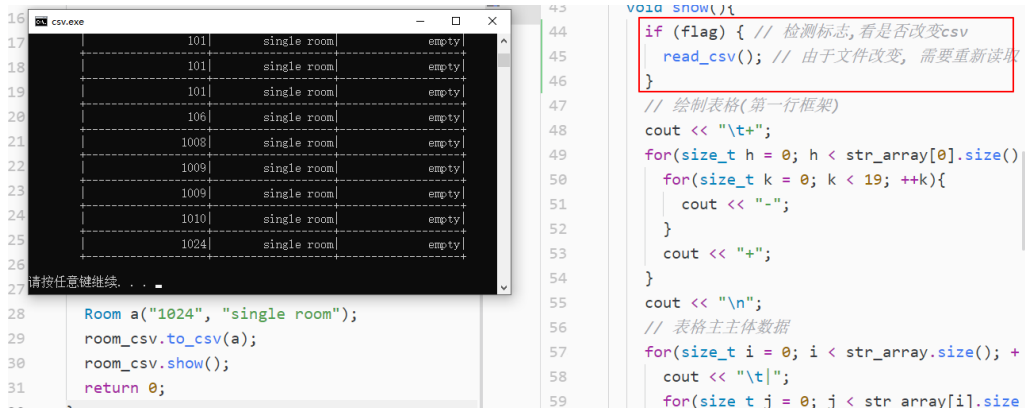 csv.exe
101| single room| empty|
101| single room| empty|
101| single room| empty|
106| single room| empty|
1008| single room| empty|
1009| single room| empty|
1009| single room| empty|
1010| single room| empty|
1024| single room| empty|
请按任意键继续. . .
16
17
18
19
20
21
22
23
24
25
26
27
28 Room a("1024", "single room");
29 room_csv.to_csv(a);
30 room_csv.show();
31 return 0;
43 void show(){
44 if (flag) { // 检测标志,看是否改变csv
45 read_csv(); // 由于文件改变, 需要重新读取
46 }
47 // 绘制表格(第一行框架)
48 cout << "\t+";
49 for(size_t h = 0; h < str_array[0].size()
50 for(size_t k = 0; k < 19; ++k){
51 cout << "-";
52 }
53 cout << "+";
54 }
55 cout << "\n";
56 // 表格主主体数据
57 for(size_t i = 0; i < str_array.size(); +
58 cout << "\t|";
59 for(size_t j = 0; j < str_array[i].size